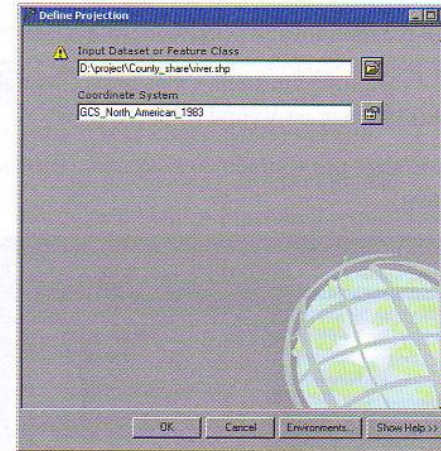 Define Projection
Input Dataset or Feature Class
D:\project\County_share\river.shp
Coordinate System
GCS_North_American_1983
OK Cancel Environments... Show Help >>